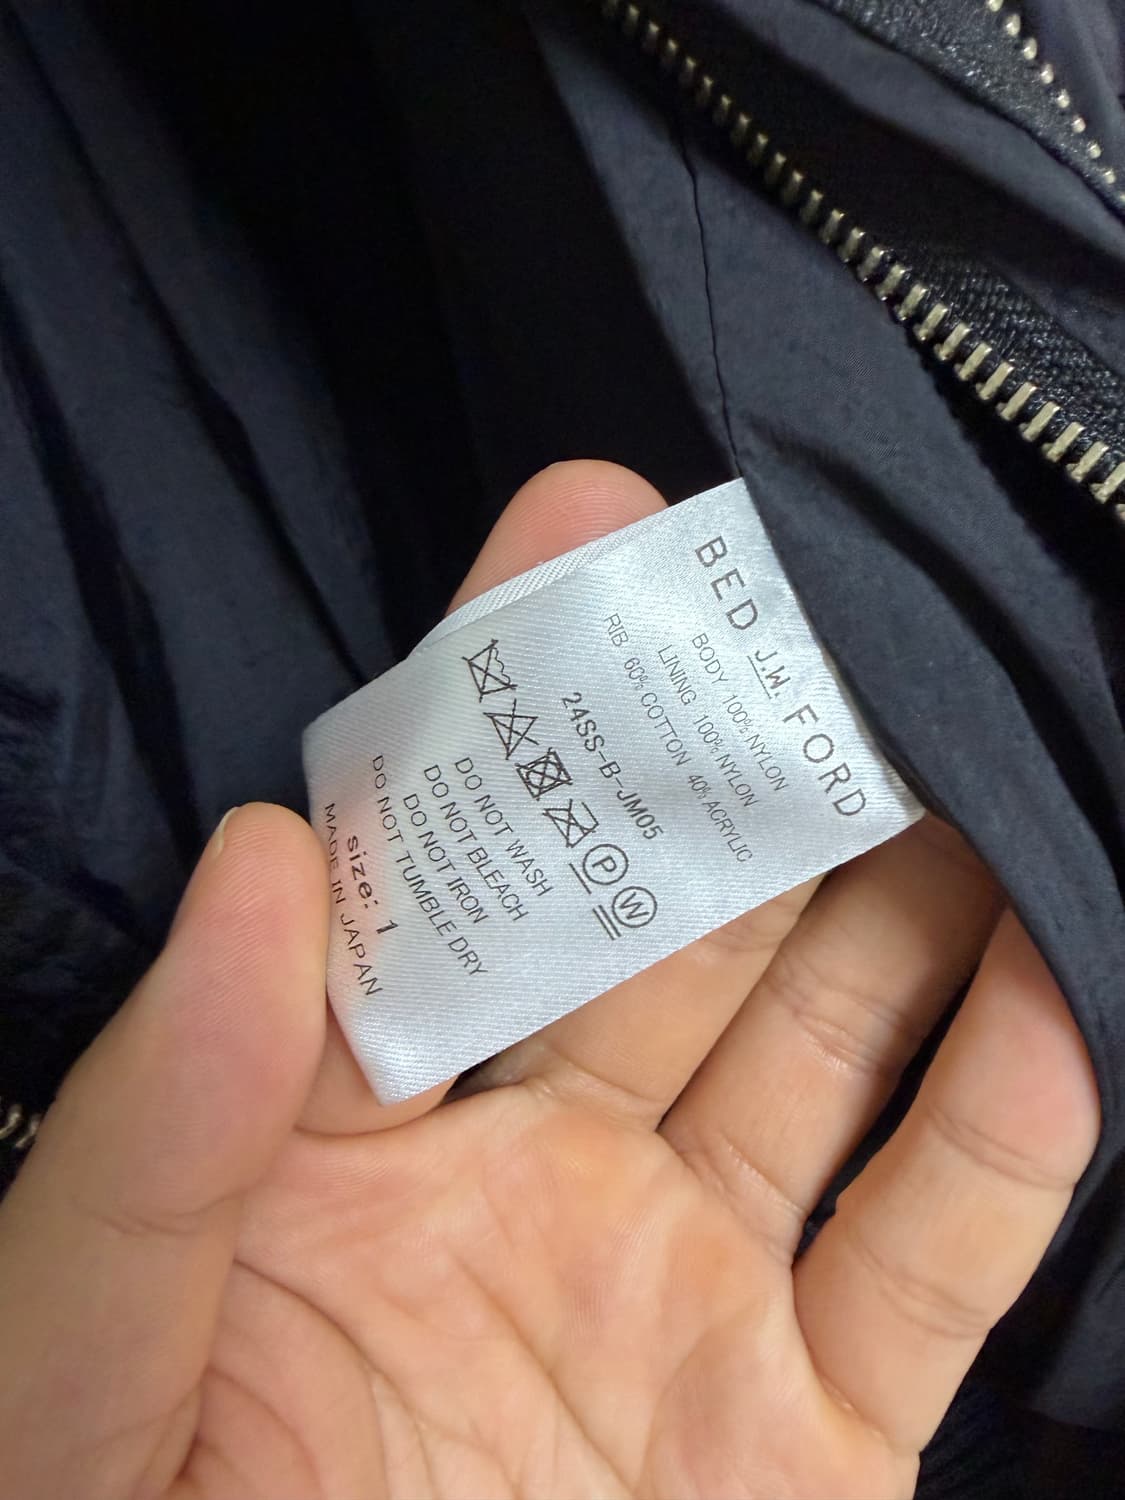 BED J.W. FORD
BODY 100% NYLON
LINING 100% NYLON
RIB 60% COTTON 40% ACRYLIC
24SS-B-JM05
P W
DO NOT WASH
DO NOT BLEACH
DO NOT IRON
DO NOT TUMBLE DRY
size: 1
MADE IN JAPAN